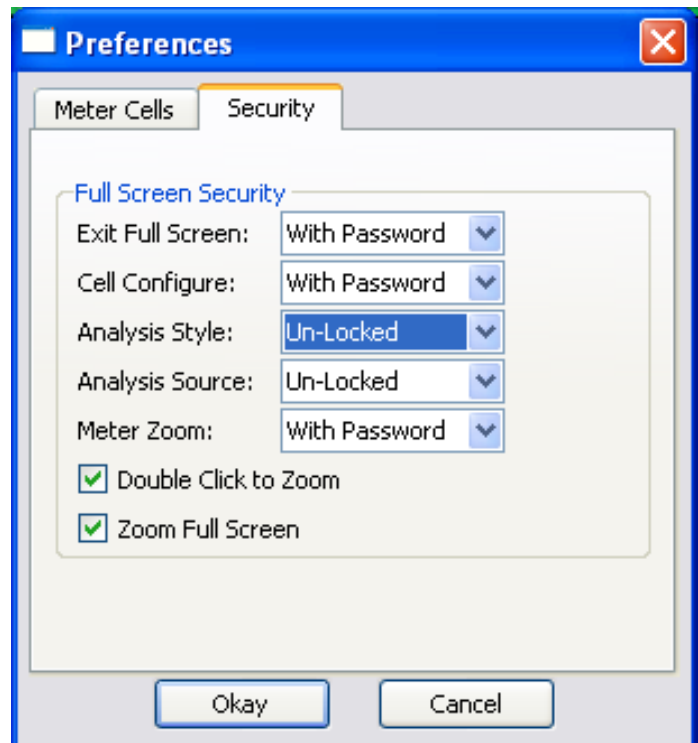 Preferences
Meter Cells Security
Full Screen Security
Exit Full Screen: With Password
Cell Configure: With Password
Analysis Style: Un-Locked
Analysis Source: Un-Locked
Meter Zoom: With Password
Double Click to Zoom
Zoom Full Screen
Okay Cancel